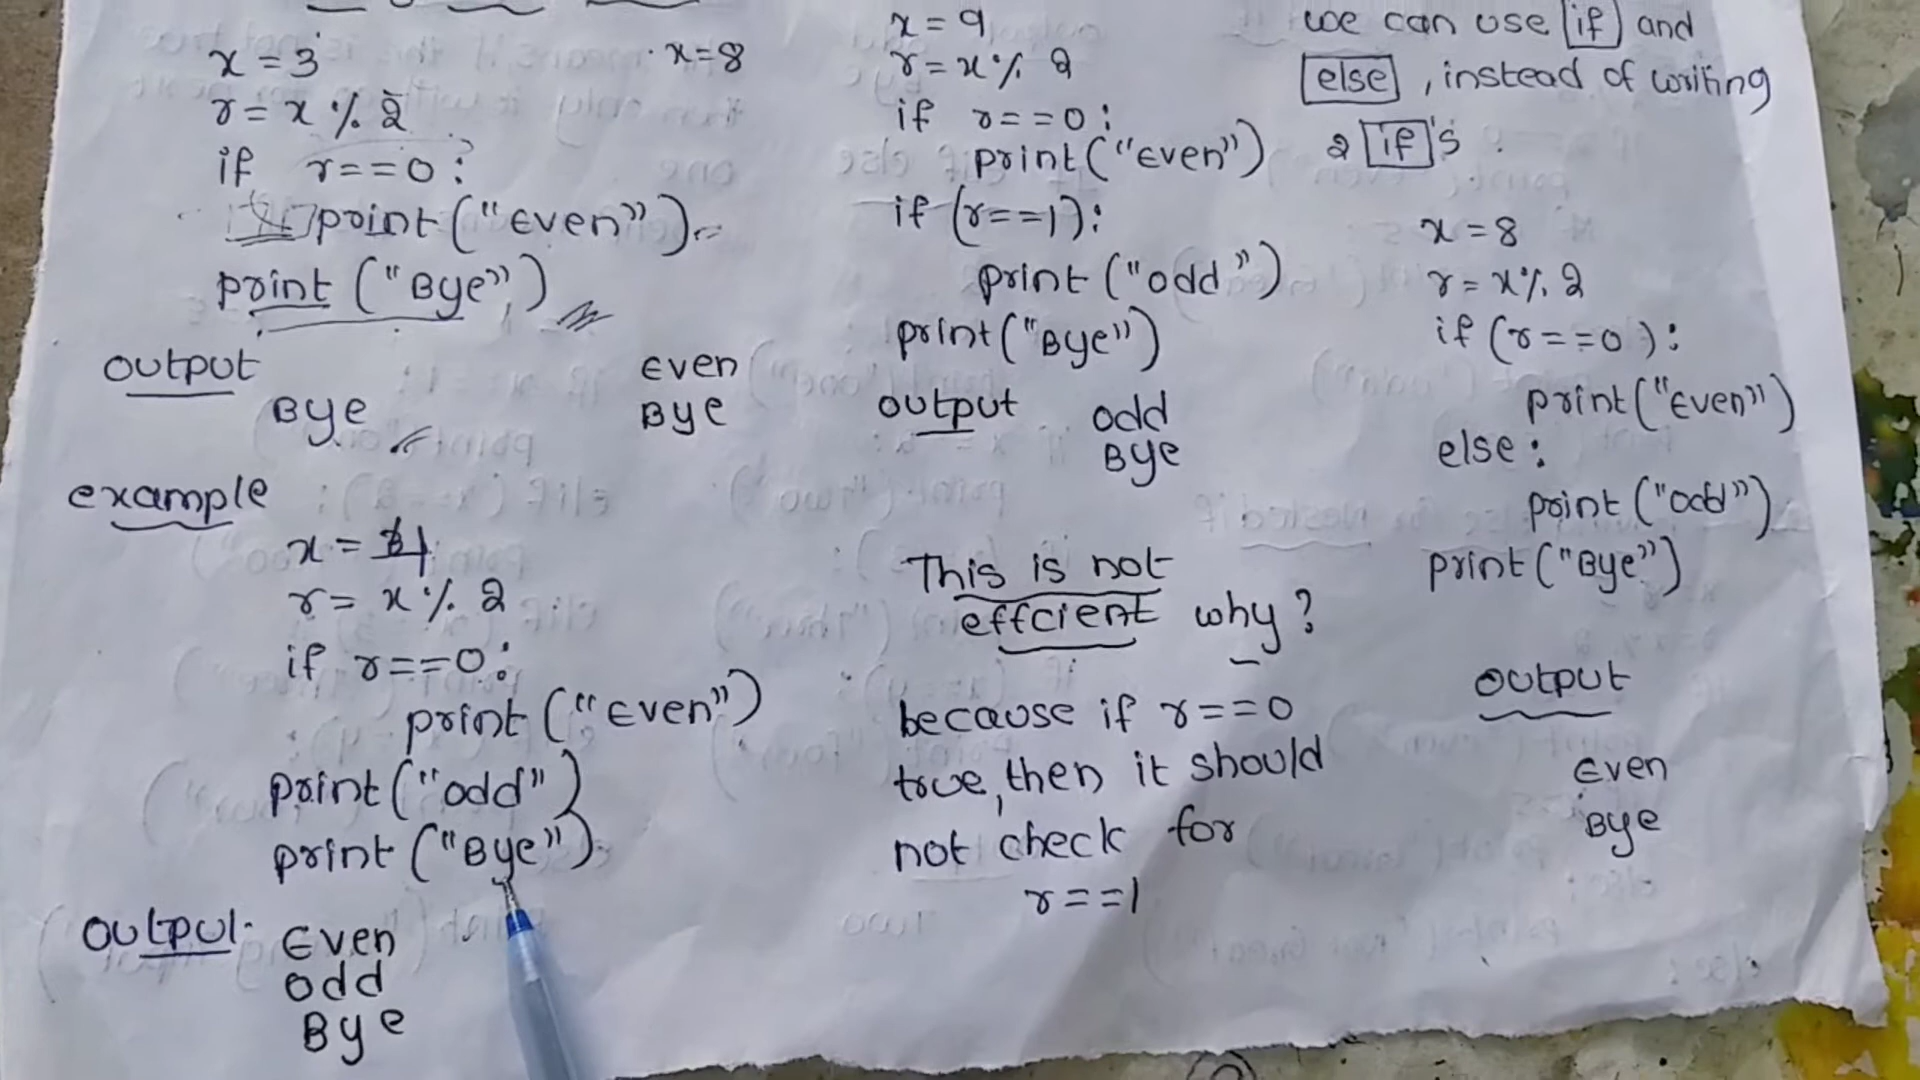 x = 3
x=8
r = x % 2
if r==0:
print("Even")
print ("Bye")
output
Bye
Even
Bye
example
x = 4
r = x % 2
if r==0:
print ("Even")
print("odd")
print ("Bye")
output
Even
odd
Bye
x = 9
r = x % 2
if r==0:
print("Even")
if (r==1):
print ("odd")
print("Bye")
output
odd
Bye
This is not
effcient why?
because if r==0
true, then it should
not check for
r==1
we can use if and
else, instead of writing
2 if's.
x = 8
r = x % 2
if (r==0):
print("Even")
else:
print ("odd")
print("Bye")
output
Even
Bye